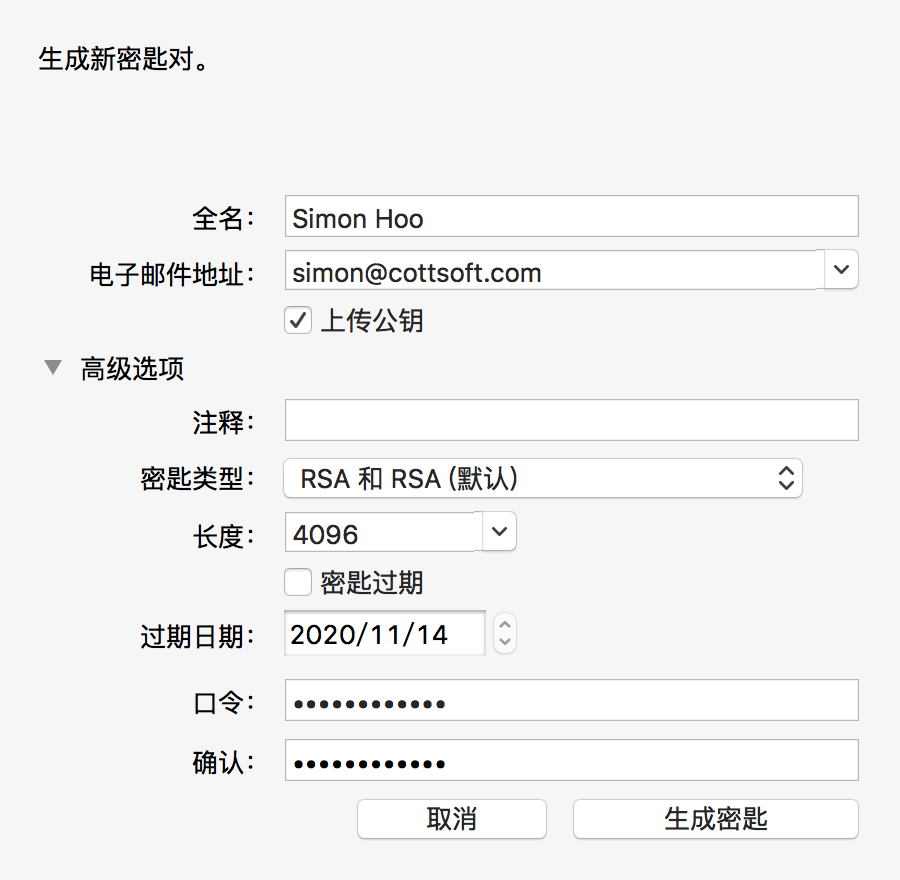 生成新密匙对。
全名： Simon Hoo
电子邮件地址： simon@cottsoft.com
上传公钥
高级选项
注释：
密匙类型： RSA 和 RSA (默认)
长度： 4096
密匙过期
过期日期： 2020/11/14
口令： ••••••••••••
确认： ••••••••••••
取消 生成密匙